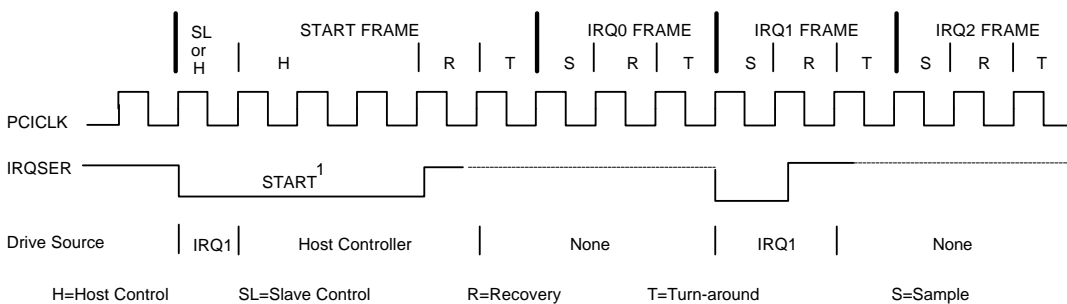 SL
or
H
START FRAME
IRQ0 FRAME
IRQ1 FRAME
IRQ2 FRAME
H R T S R T S R T S R T
PCICLK
IRQSER
START1
Drive Source IRQ1 Host Controller None IRQ1 None
H=Host Control SL=Slave Control R=Recovery T=Turn-around S=Sample